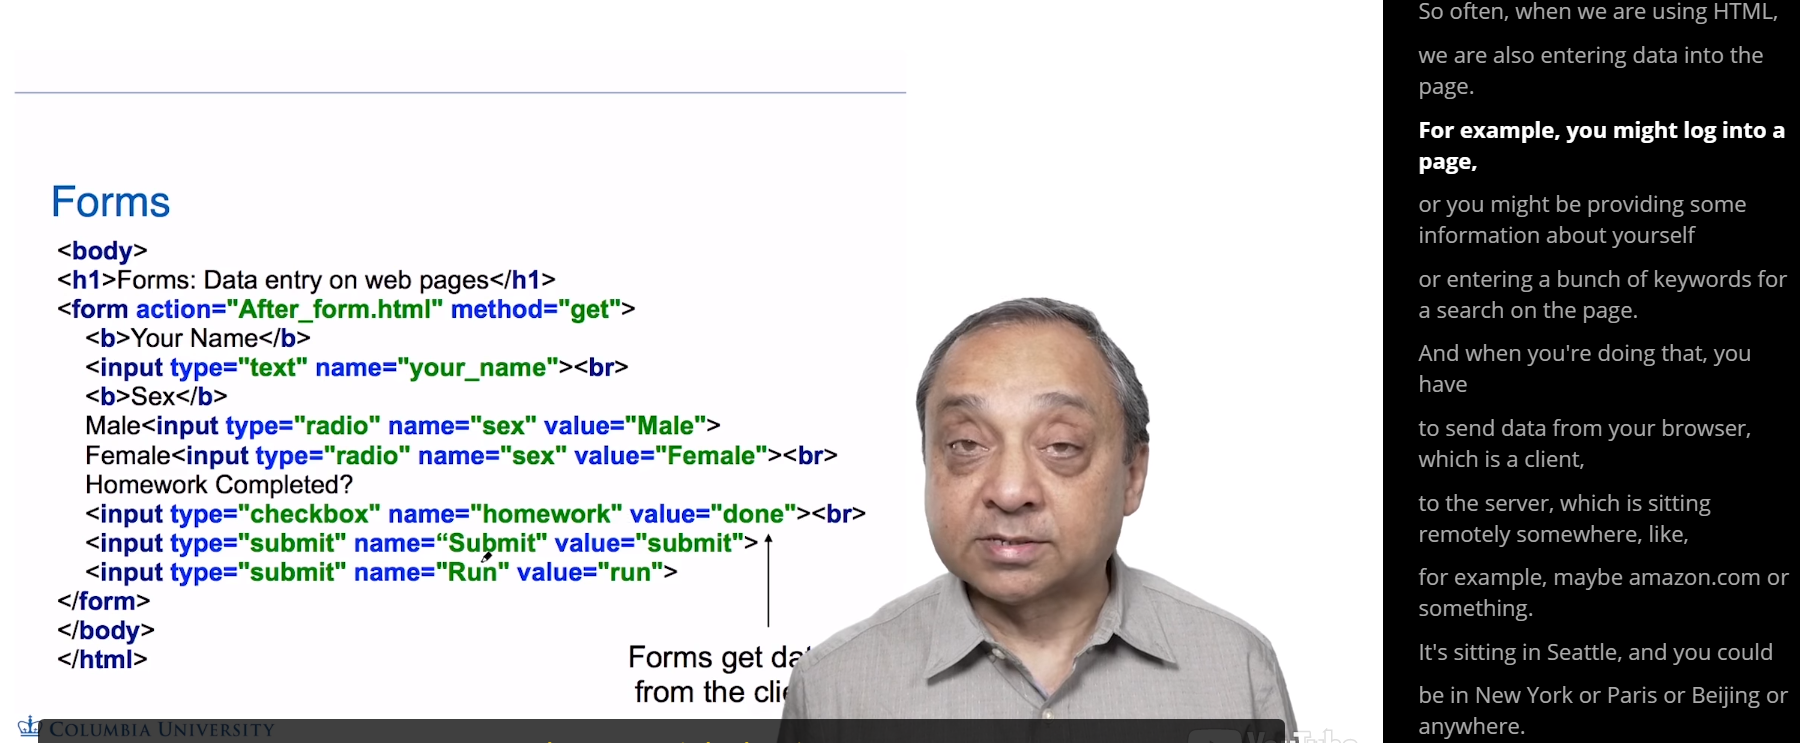 Forms
<body>
<h1>Forms: Data entry on web pages</h1>
<form action="After_form.html" method="get">
<b>Your Name</b>
<input type="text" name="your_name"><br>
<b>Sex</b>
Male<input type="radio" name="sex" value="Male">
Female<input type="radio" name="sex" value="Female"><br>
Homework Completed?
<input type="checkbox" name="homework" value="done"><br>
<input type="submit" name=“Submit" value="submit">
<input type="submit" name="Run" value="run">
</form>
</body>
</html>
Forms get
from the
COLUMBIA UNIVERSITY
So often, when we are using HTML,
we are also entering data into the
page.
For example, you might log into a
page,
or you might be providing some
information about yourself
or entering a bunch of keywords for
a search on the page.
And when you're doing that, you
have
to send data from your browser,
which is a client,
to the server, which is sitting
remotely somewhere, like,
for example, maybe amazon.com or
something.
It's sitting in Seattle, and you could
be in New York or Paris or Beijing or
anywhere.